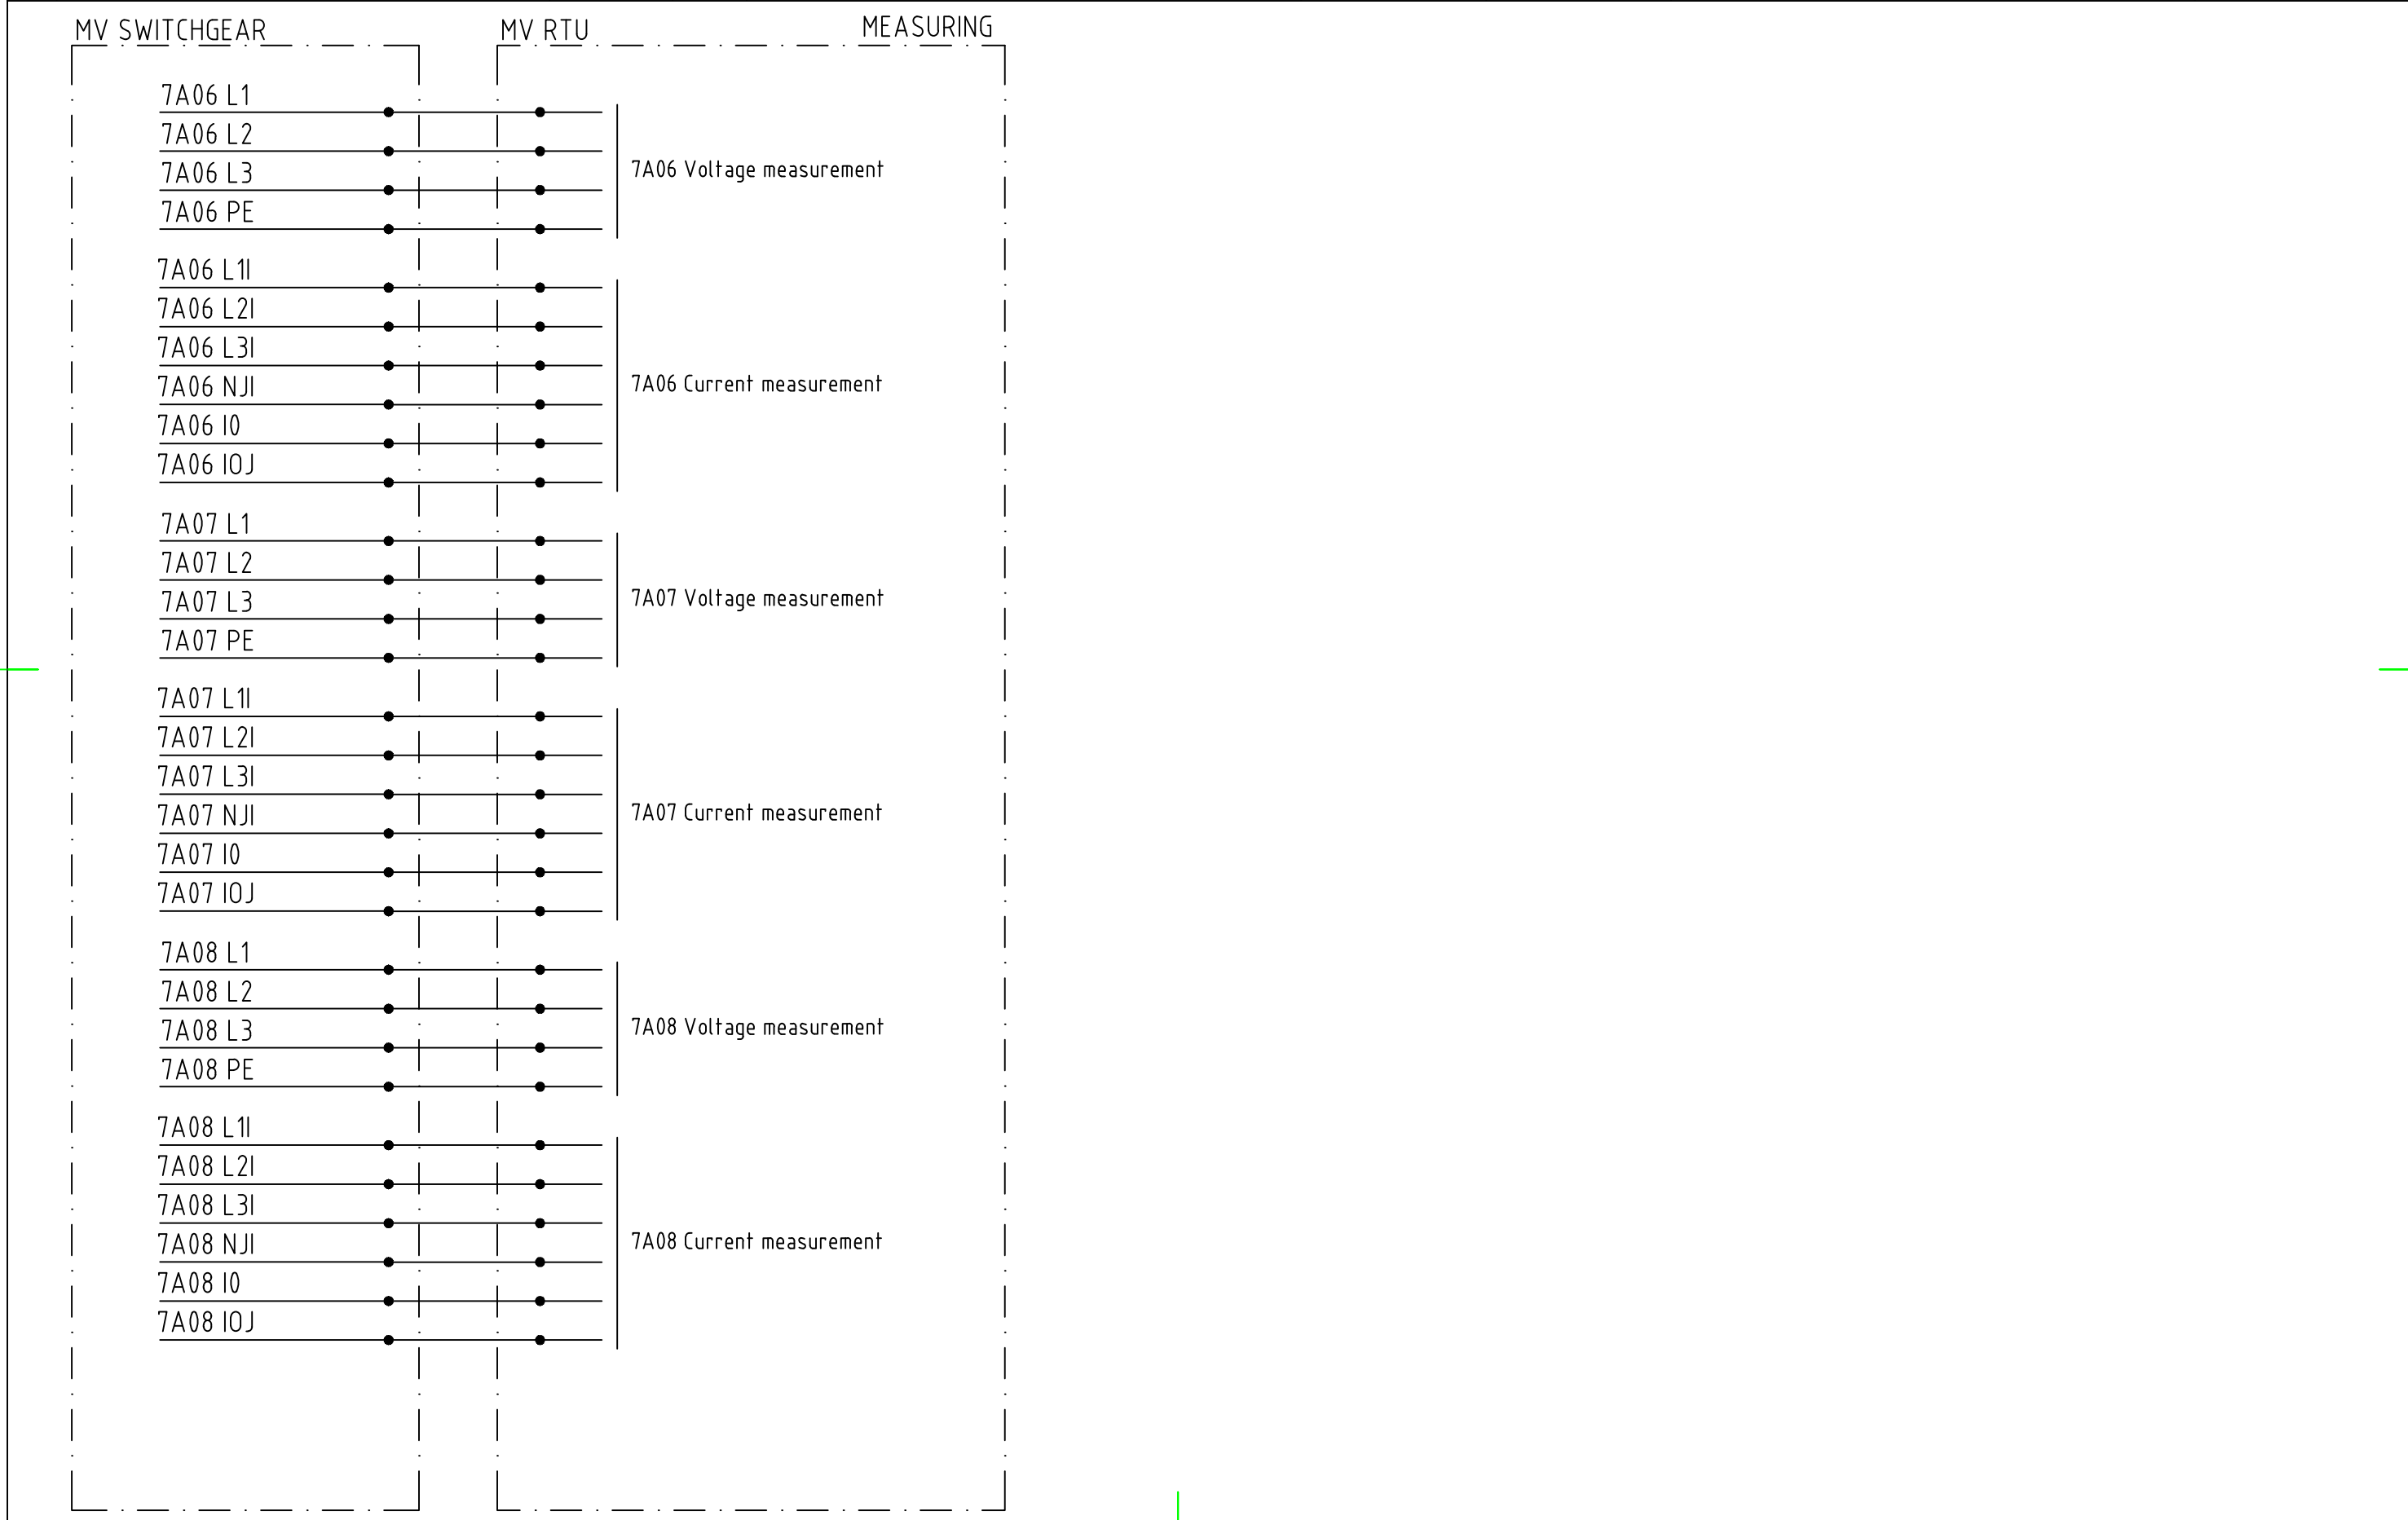 MV SWITCHGEAR
MV RTU
MEASURING
7A06 L1
7A06 L2
7A06 L3
7A06 PE
7A06 Voltage measurement
7A06 L1I
7A06 L2I
7A06 L3I
7A06 NJI
7A06 I0
7A06 IOJ
7A06 Current measurement
7A07 L1
7A07 L2
7A07 L3
7A07 PE
7A07 Voltage measurement
7A07 L1I
7A07 L2I
7A07 L3I
7A07 NJI
7A07 I0
7A07 IOJ
7A07 Current measurement
7A08 L1
7A08 L2
7A08 L3
7A08 PE
7A08 Voltage measurement
7A08 L1I
7A08 L2I
7A08 L3I
7A08 NJI
7A08 I0
7A08 IOJ
7A08 Current measurement